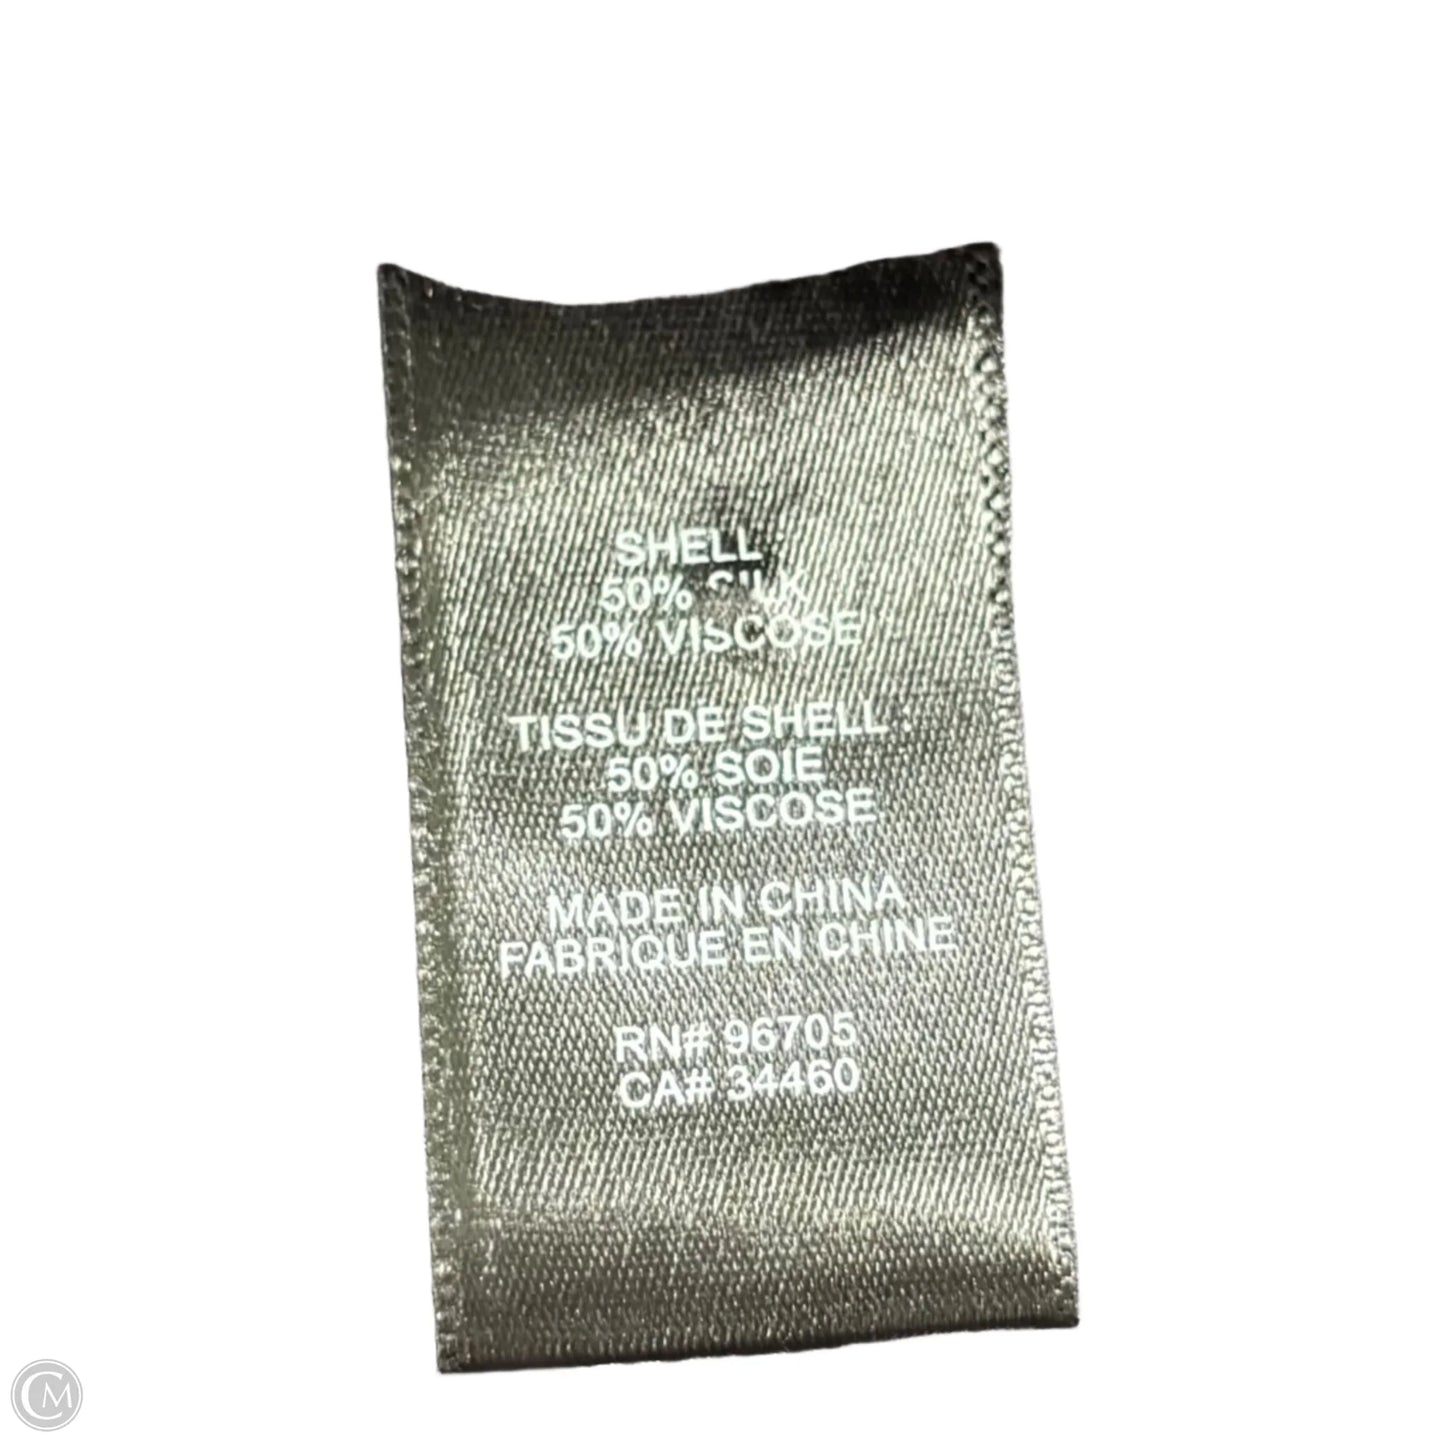 SHELL :
50% SILK
50% VISCOSE
TISSU DE SHELL :
50% SOIE
50% VISCOSE
MADE IN CHINA
FABRIQUE EN CHINE
RN# 96705
CA# 34460
CM